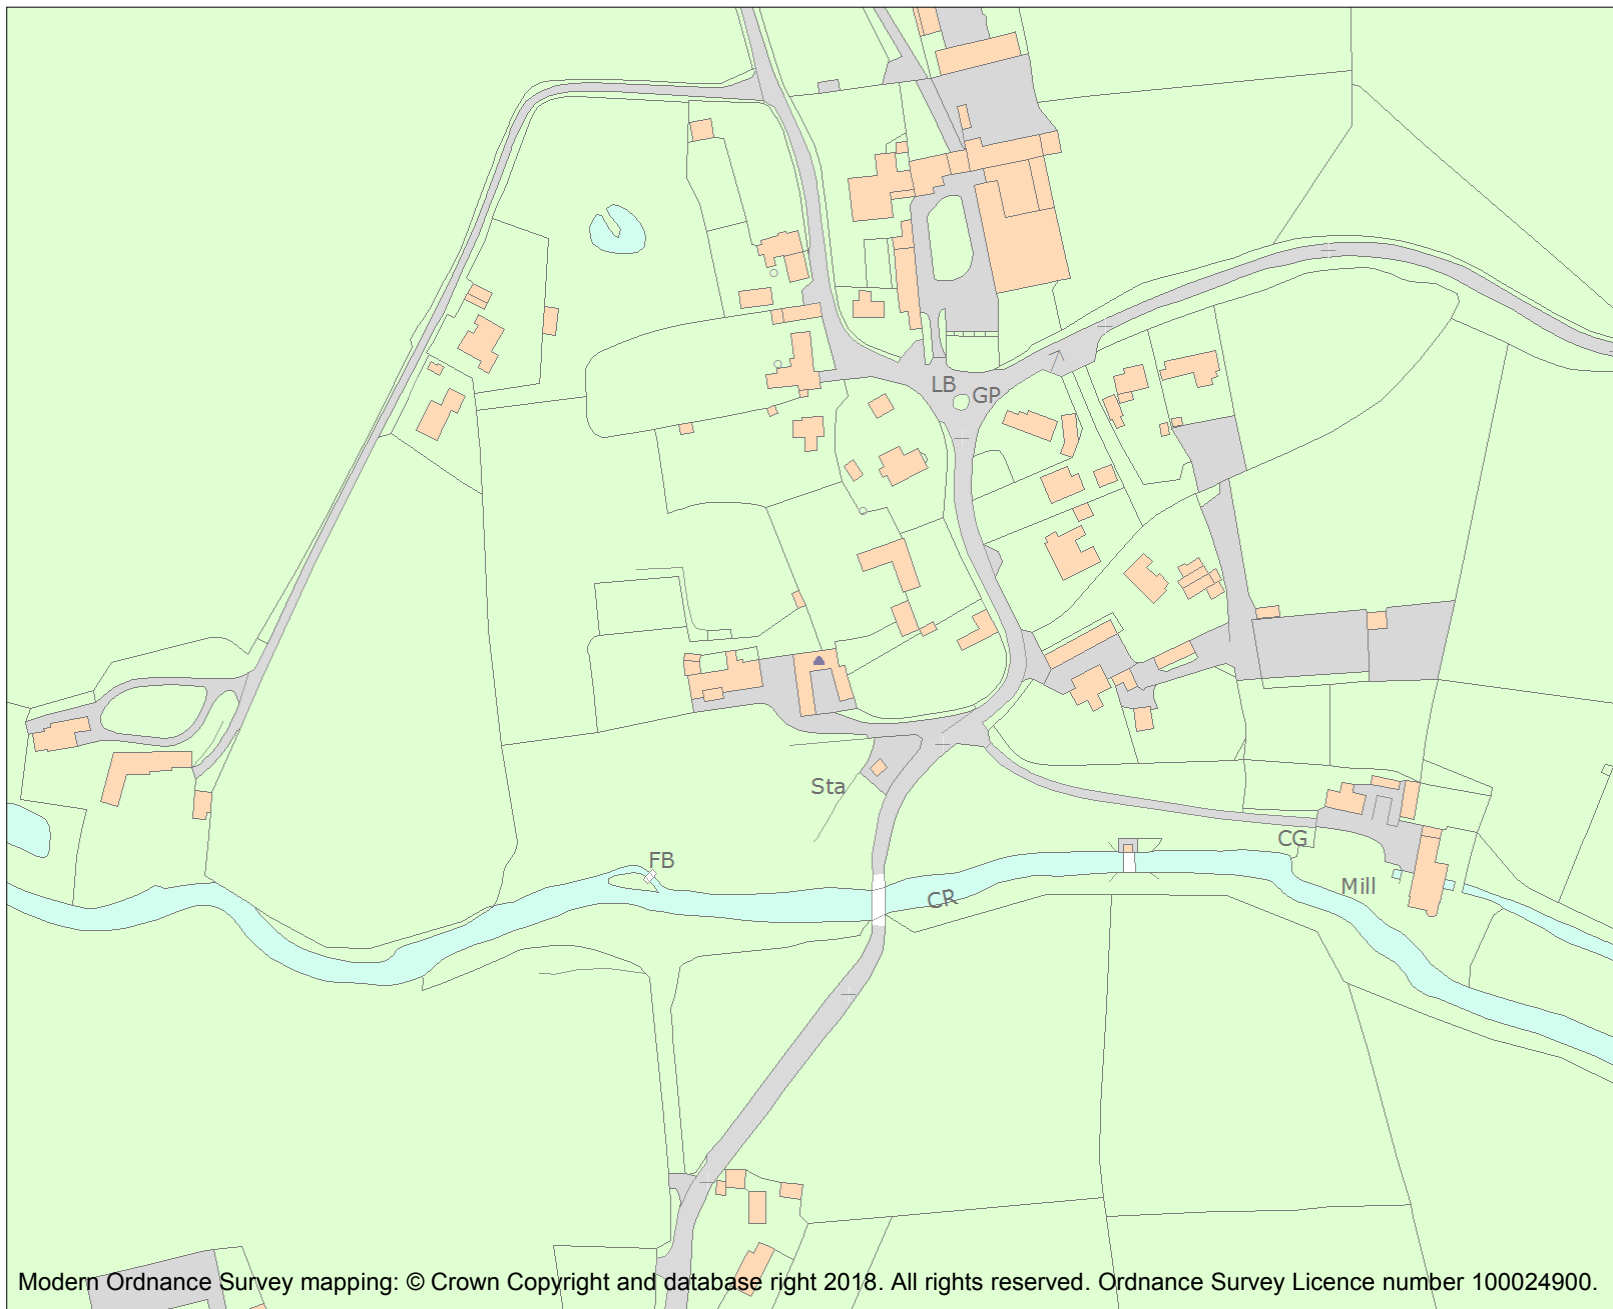 LB
GP
Sta
FB
CG
Mill
CR
Modern Ordnance Survey mapping: © Crown Copyright and database right 2018. All rights reserved. Ordnance Survey Licence number 100024900.